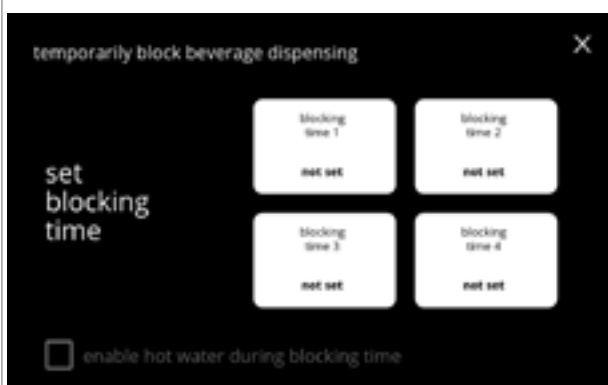 temporarily block beverage dispensing
set
blocking
time
blocking
time 1
not set
blocking
time 2
not set
blocking
time 3
not set
blocking
time 4
not set
enable hot water during blocking time